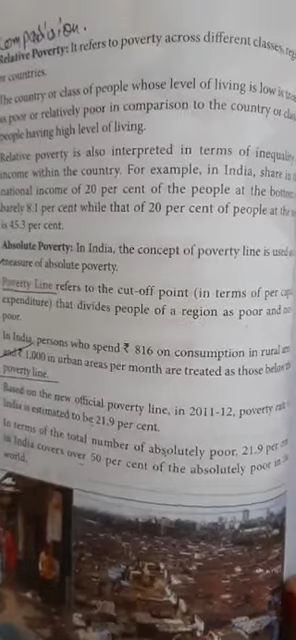 comparision.
Relative Poverty: It refers to poverty across different classes,
or countries.
The country or class of people whose level of living is low is
as poor or relatively poor in comparison to the country or
people having high level of living.
Relative poverty is also interpreted in terms of inequality
income within the country. For example, in India, share in
national income of 20 per cent of the people at the
barely 8.1 per cent while that of 20 per cent of people at the
is 45.3 per cent.
Absolute Poverty: In India, the concept of poverty line is used
measure of absolute poverty.
Poverty Line refers to the cut-off point (in terms of per
expenditure) that divides people of a region as poor and
poor.
In India, persons who spend ₹ 816 on consumption in rural
and ₹ 1,000 in urban areas per month are treated as those below
poverty line.
Based on the new official poverty line, in 2011-12, poverty
India is estimated to be 21.9 per cent.
In terms of the total number of absolutely poor, 21.9 per
in India covers over 50 per cent of the absolutely poor in
world.